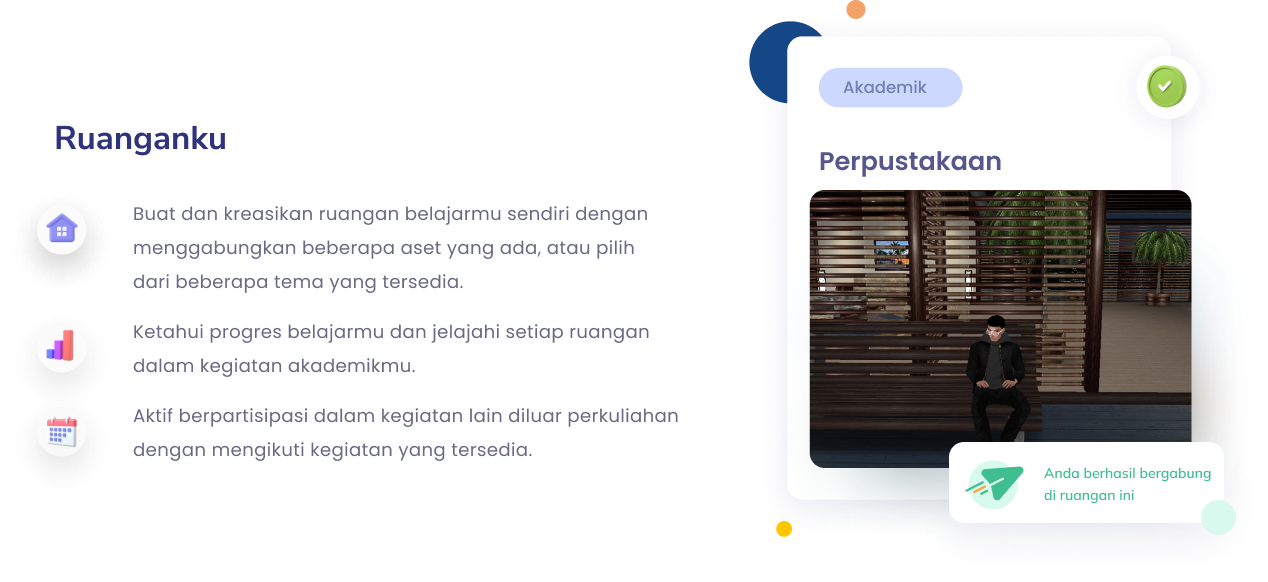 Ruanganku
Buat dan kreasikan ruangan belajarmu sendiri dengan
menggabungkan beberapa aset yang ada, atau pilih
dari beberapa tema yang tersedia.
Ketahui progres belajarmu dan jelajahi setiap ruangan
dalam kegiatan akademikmu.
Aktif berpartisipasi dalam kegiatan lain diluar perkuliahan
dengan mengikuti kegiatan yang tersedia.
Akademik
Perpustakaan
Anda berhasil bergabung
di ruangan ini